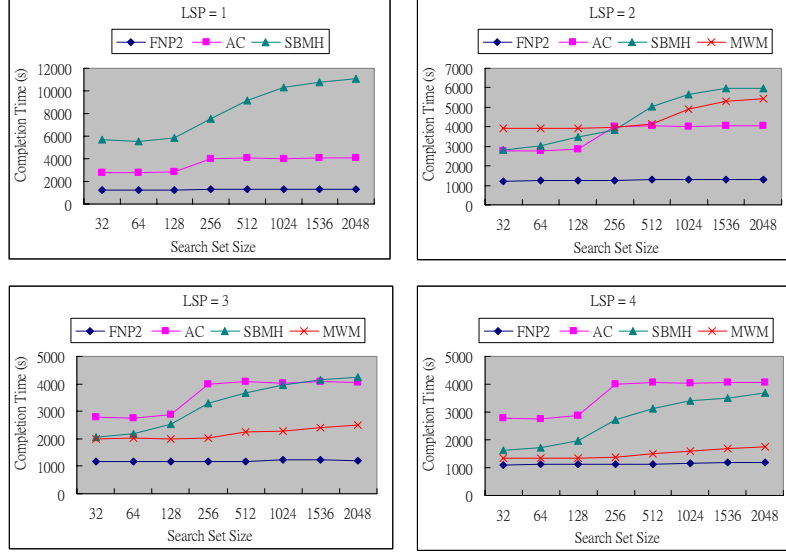 LSP = 1
FNP2 AC SBMH
Completion Time (s)
12000
10000
8000
6000
4000
2000
0
32 64 128 256 512 1024 1536 2048
Search Set Size
LSP = 2
FNP2 AC SBMH MWM
Completion Time (s)
7000
6000
5000
4000
3000
2000
1000
0
32 64 128 256 512 1024 1536 2048
Search Set Size
LSP = 3
FNP2 AC SBMH MWM
Completion Time (s)
5000
4000
3000
2000
1000
0
32 64 128 256 512 1024 1536 2048
Search Set Size
LSP = 4
FNP2 AC SBMH MWM
Completion Time (s)
5000
4000
3000
2000
1000
0
32 64 128 256 512 1024 1536 2048
Search Set Size